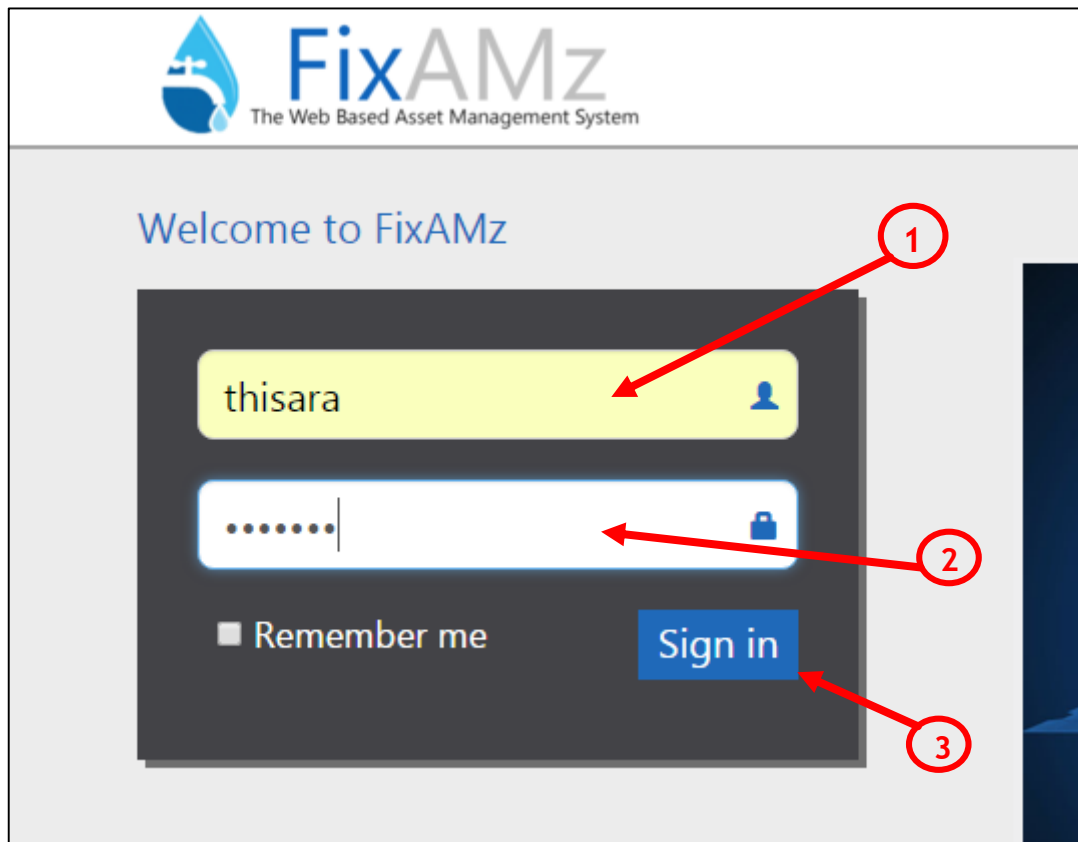 FixAMz
The Web Based Asset Management System
Welcome to FixAMz
1
thisara
•••••••
2
Remember me
Sign in
3